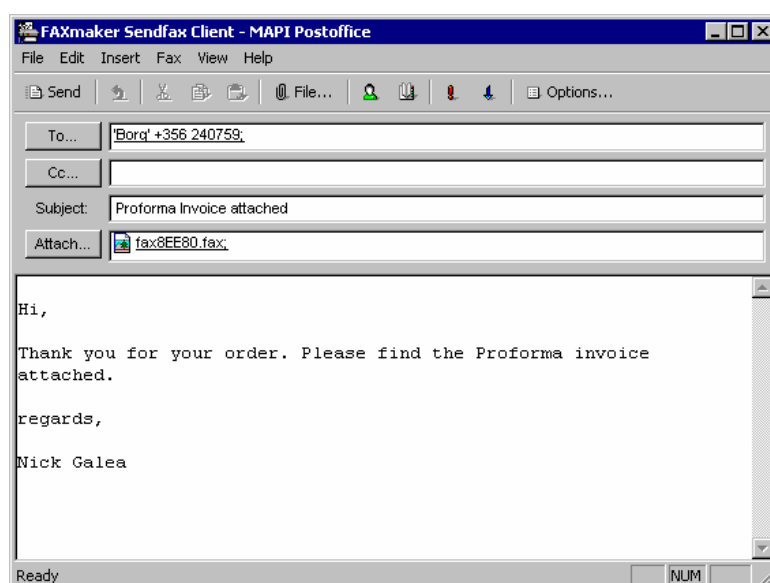 FAXmaker Sendfax Client - MAPI Postoffice
File Edit Insert Fax View Help
Send File... Options...
To... 'Borg' +356 240759;
Cc...
Subject: Proforma Invoice attached
Attach... fax8EE80.fax;
Hi,
Thank you for your order. Please find the Proforma invoice
attached.
regards,
Nick Galea
Ready NUM